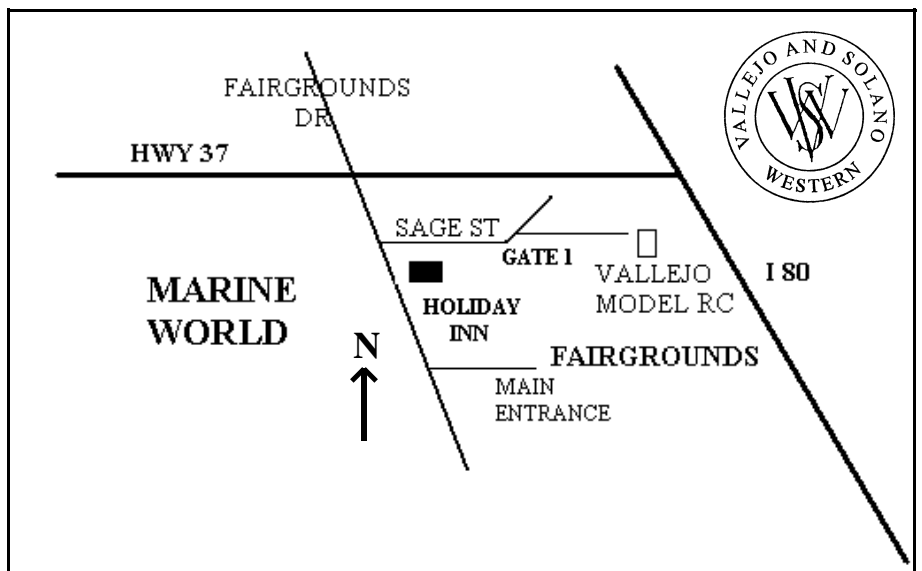 VALLEJO AND SOLANO
WESTERN
VSW
FAIRGROUNDS
DR
HWY 37
SAGE ST
GATE 1
VALLEJO
MODEL RC
I 80
MARINE
WORLD
HOLIDAY
INN
N
FAIRGROUNDS
MAIN
ENTRANCE